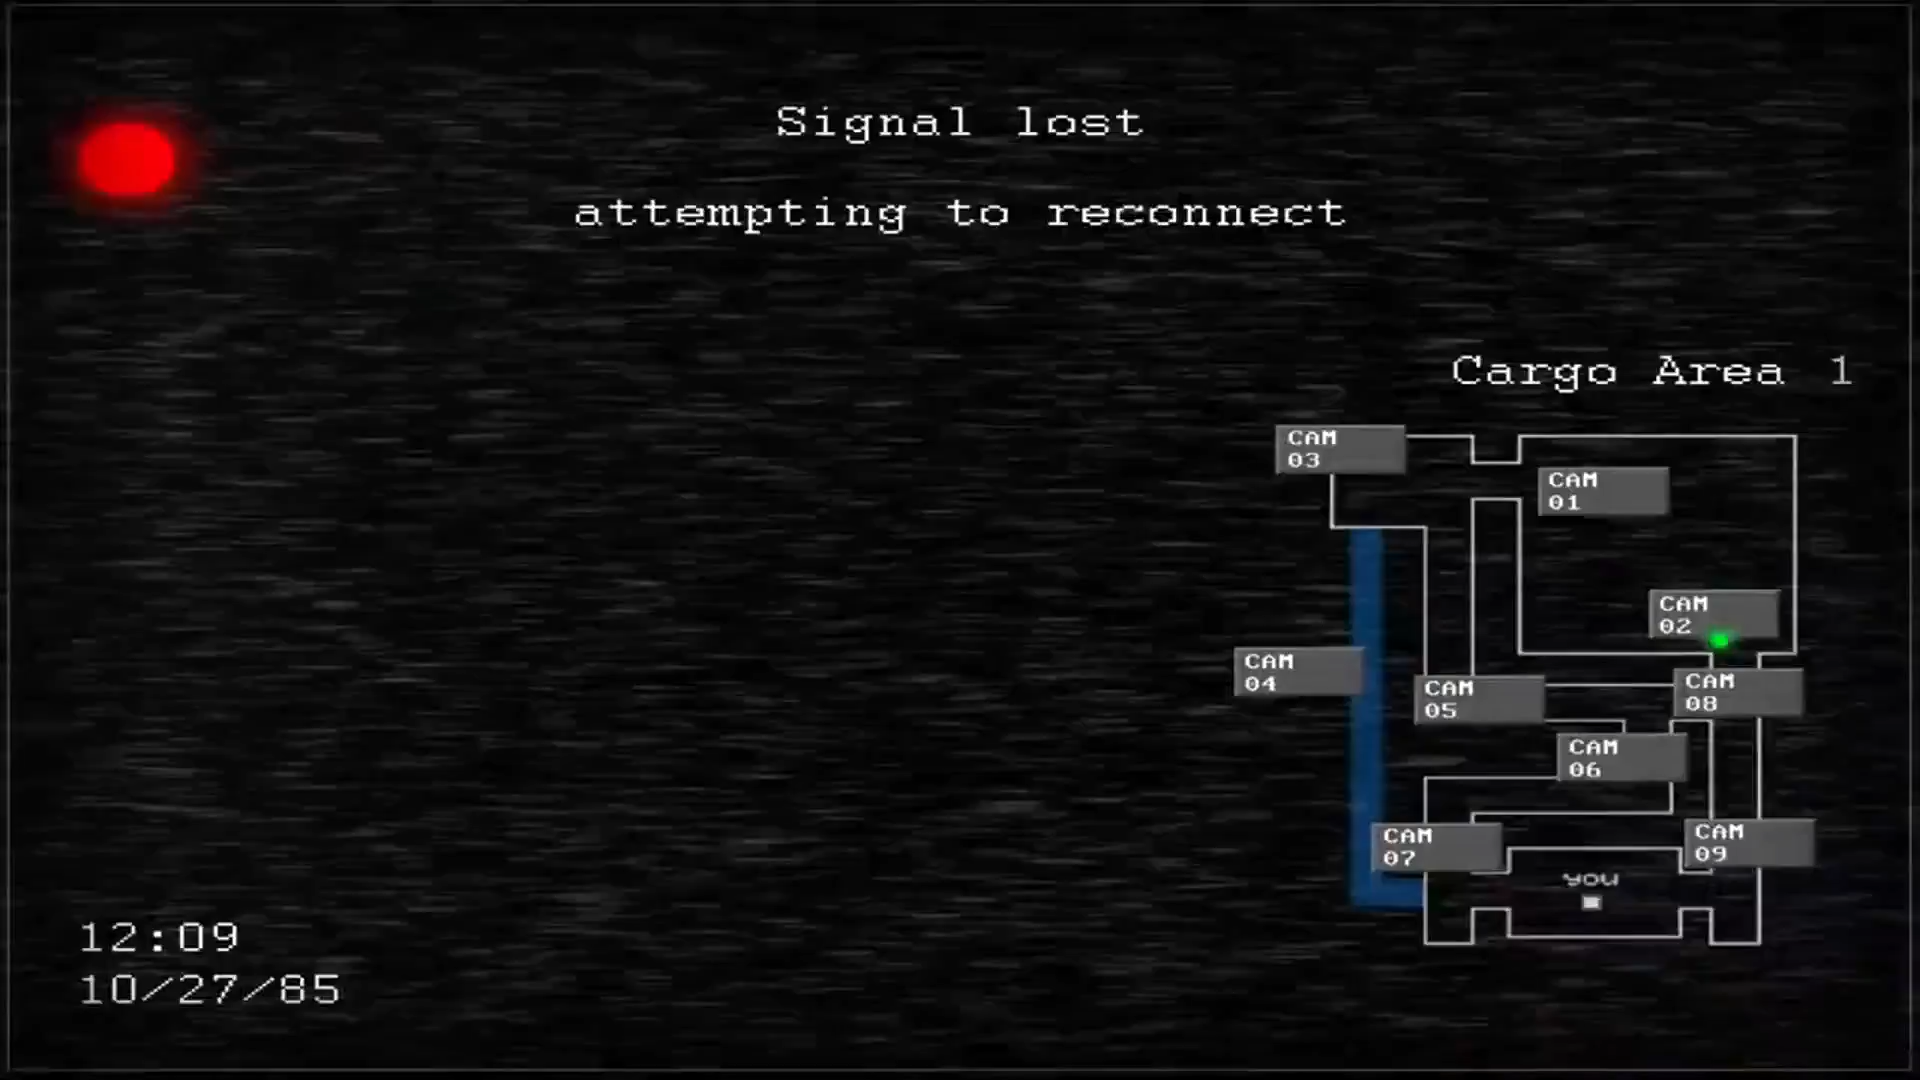 Signal lost
attempting to reconnect
Cargo Area 1
CAM
03
CAM
01
CAM
02
CAM
04
CAM
05
CAM
08
CAM
06
CAM
07
CAM
09
you
12:09
10/27/85